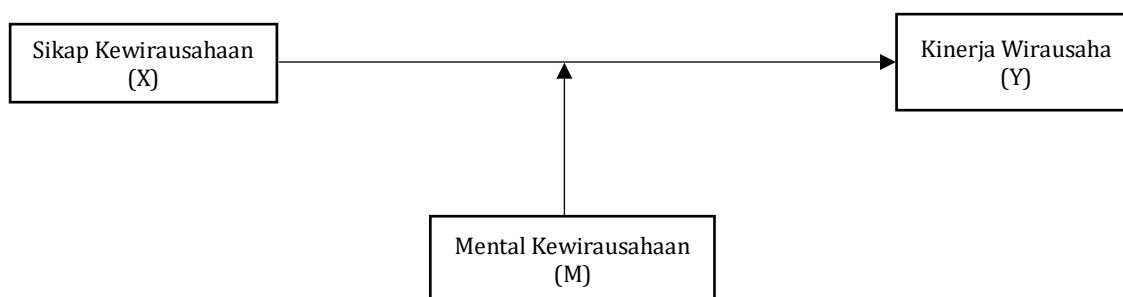 Sikap Kewirausahaan
(X)
Kinerja Wirausaha
(Y)
Mental Kewirausahaan
(M)